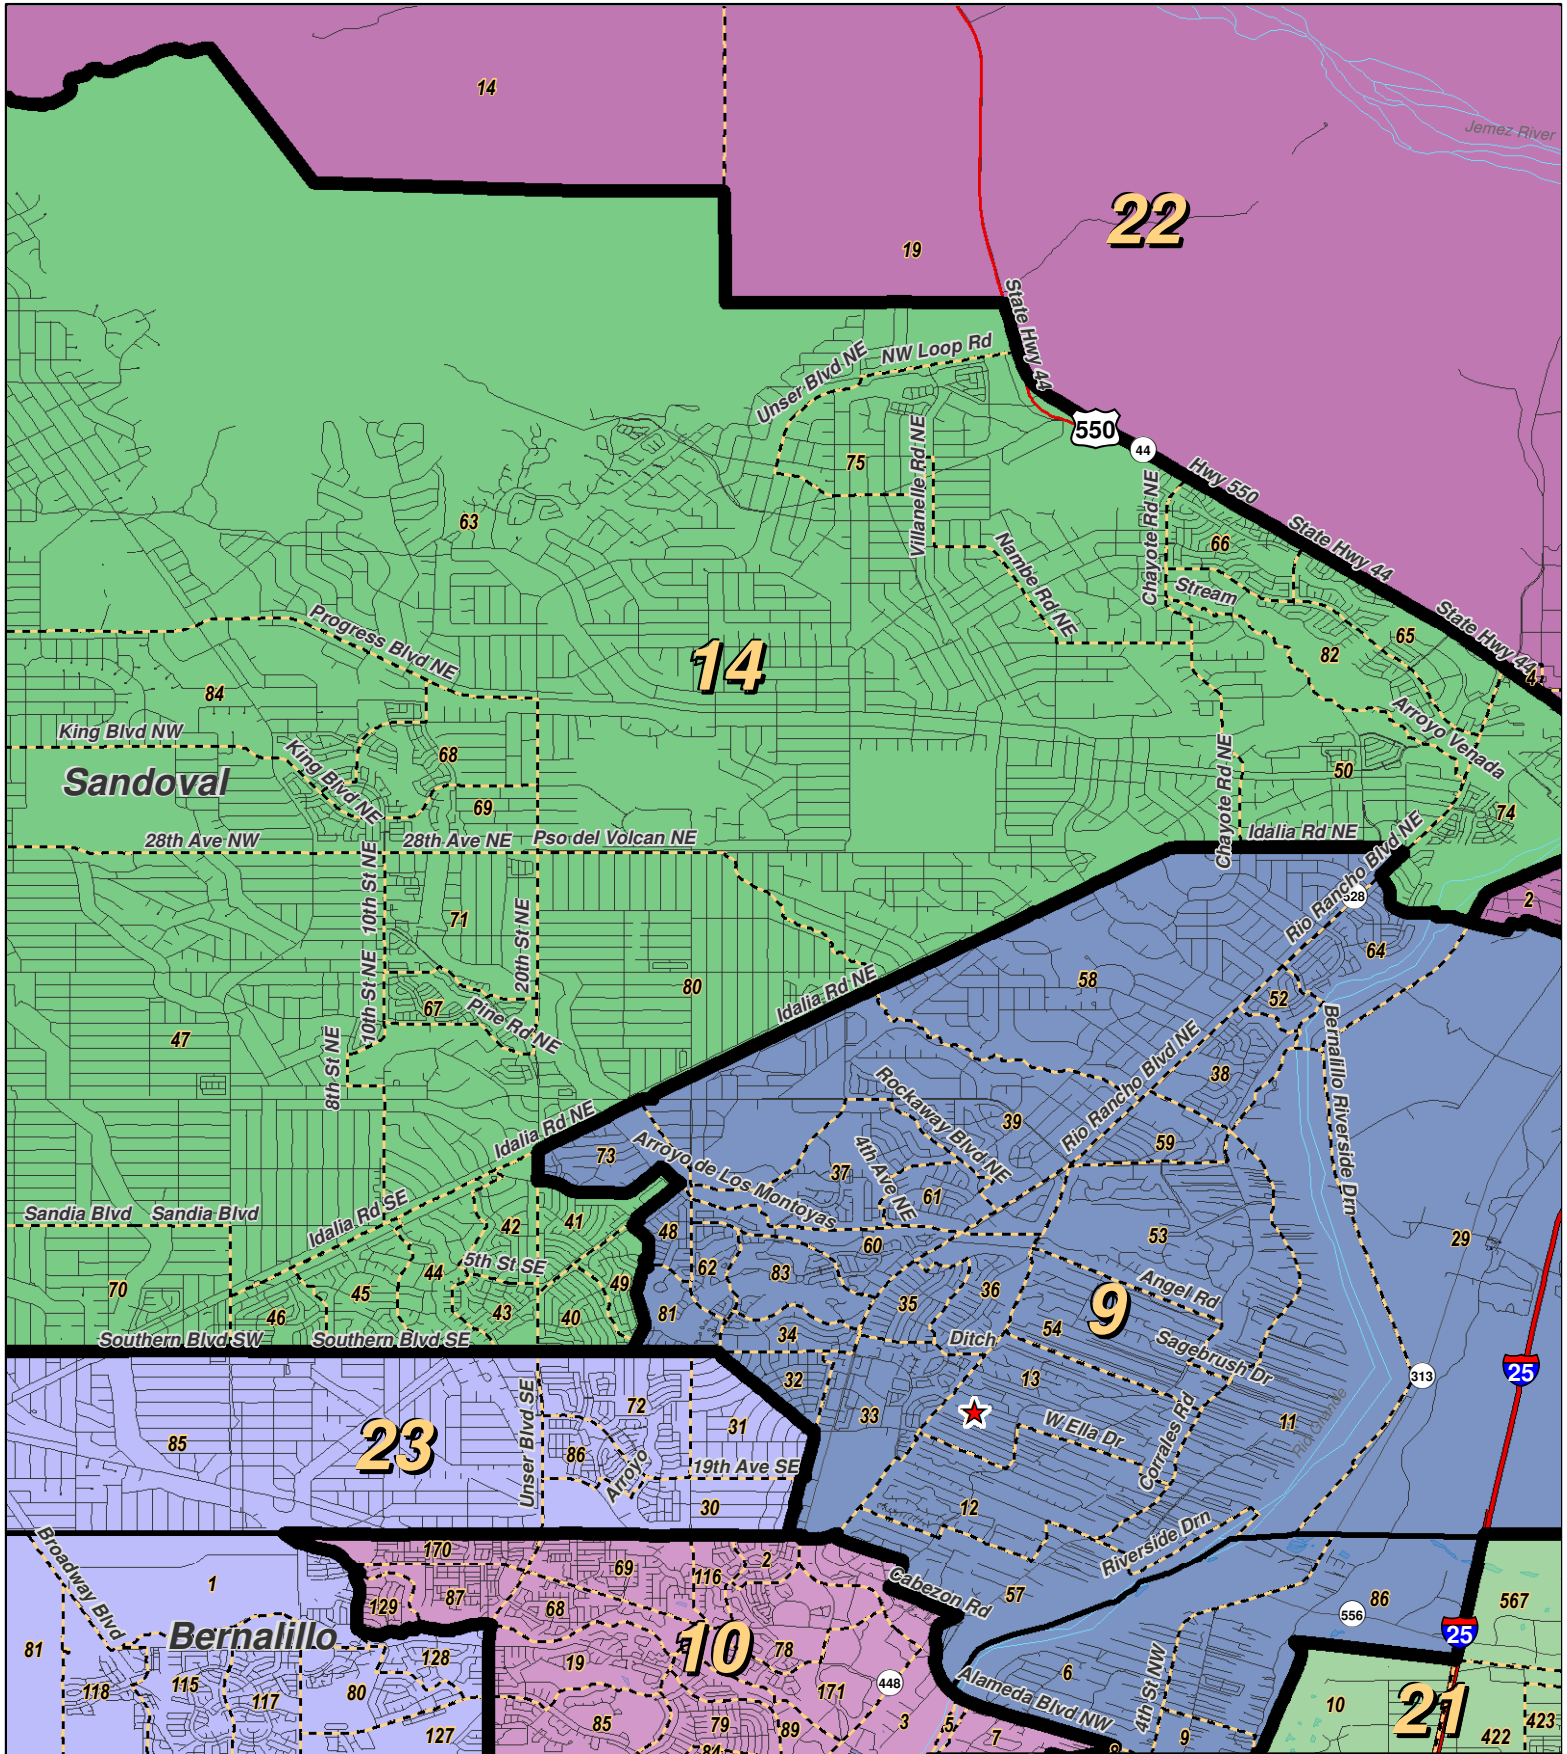 14
Jemez River
22
19
State Hwy 44
NW Loop Rd
Unser Blvd NE
550
44
Villanelle Rd NE
75
Chayote Rd NE
Hwy 550
63
State Hwy 44
66
Nambe Rd NE
Stream
State Hwy 44
Progress Blvd NE
65
82
14
4
84
Arroyo Venada
King Blvd NW
King Blvd NE
68
Sandoval
50
Chayote Rd NE
69
74
28th Ave NW
28th Ave NE
Pso del Volcan NE
Idalia Rd NE
Rio Rancho Blvd NE
528
10th St NE
2
71
20th St NE
64
80
Idalia Rd NE
58
52
10th St NE
67
Pine Rd NE
47
8th St NE
Bernalillo Riverside Drn
Rio Rancho Blvd NE
38
Rockaway Blvd NE
39
Idalia Rd NE
59
73
Arroyo de Los Montoyas
4th Ave NE
37
61
Sandia Blvd
Sandia Blvd
Idalia Rd SE
42
41
48
53
29
60
5th St SE
62
83
44
49
70
45
36
Angel Rd
35
46
43
40
81
9
54
34
Ditch
Southern Blvd SW
Southern Blvd SE
Sagebrush Dr
32
13
25
313
Unser Blvd SE
72
Corrales Rd
33
31
W Ella Dr
11
Rio Grande
85
23
86
Arroyo
19th Ave SE
30
12
Riverside Drn
Broadway Blvd
170
2
69
116
1
87
Cabezon Rd
57
86
567
129
68
556
25
Bernalillo
81
10
78
128
19
6
448
115
118
117
80
171
Alameda Blvd NW
4th St NW
10
21
85
79
89
3
5
7
9
127
422
423
84
8